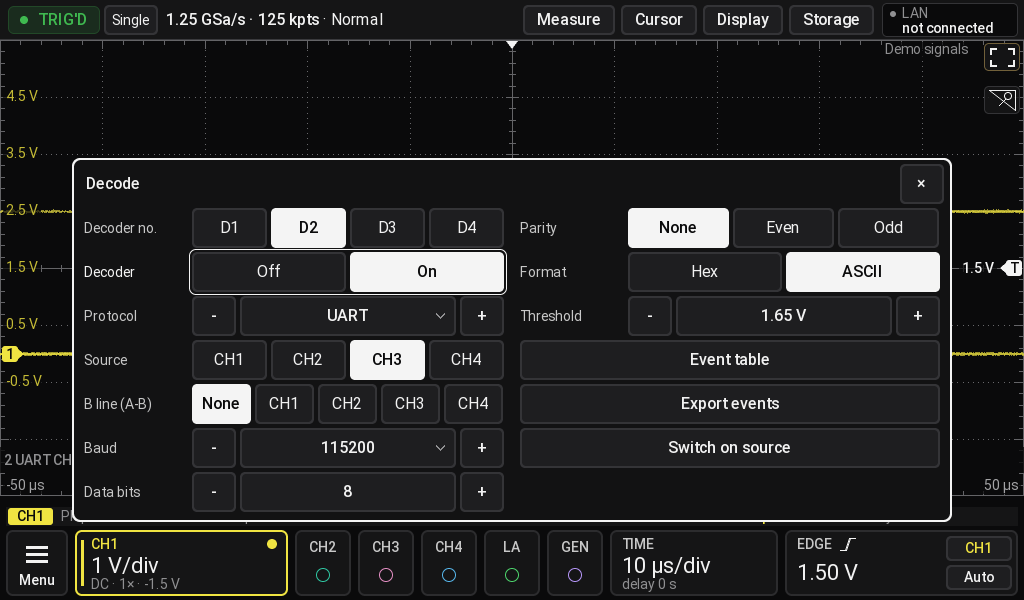 TRIG'D Single 1.25 GSa/s · 125 kpts · Normal Measure Cursor Display Storage LAN
not connected
Demo signals
4.5 V
3.5 V
Decode ×
2.5 V
Decoder no. D1 D2 D3 D4 Parity None Even Odd
1.5 V Decoder Off On Format Hex ASCII 1.5 V T
0.5 V Protocol - UART + Threshold - 1.65 V +
1 Source CH1 CH2 CH3 CH4 Event table
-0.5 V
B line (A-B) None CH1 CH2 CH3 CH4 Export events
Baud - 115200 + Switch on source
2 UART CH
-50 µs Data bits - 8 + 50 µs
CH1
Menu
CH1
1 V/div
DC · 1× · -1.5 V
CH2 CH3 CH4 LA GEN
TIME
10 µs/div
delay 0 s
EDGE
1.50 V
CH1
Auto